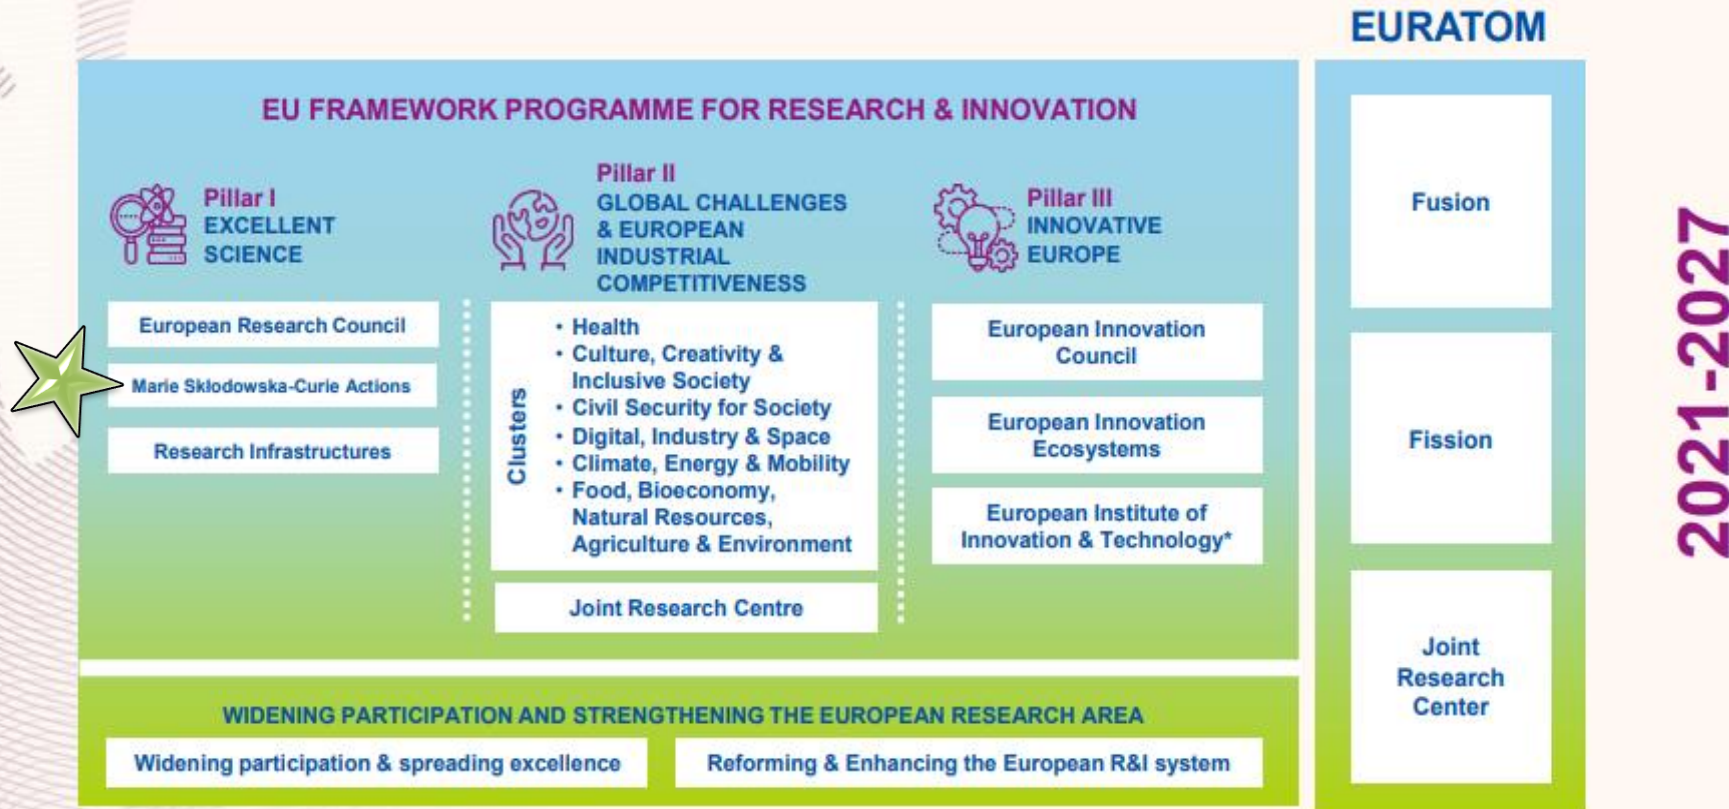 EURATOM
EU FRAMEWORK PROGRAMME FOR RESEARCH & INNOVATION
Pillar I
EXCELLENT
SCIENCE
European Research Council
Marie Skłodowska-Curie Actions
Research Infrastructures
Pillar II
GLOBAL CHALLENGES
& EUROPEAN
INDUSTRIAL
COMPETITIVENESS
Clusters
• Health
• Culture, Creativity &
Inclusive Society
• Civil Security for Society
• Digital, Industry & Space
• Climate, Energy & Mobility
• Food, Bioeconomy,
Natural Resources,
Agriculture & Environment
Joint Research Centre
Pillar III
INNOVATIVE
EUROPE
European Innovation
Council
European Innovation
Ecosystems
European Institute of
Innovation & Technology*
Fusion
Fission
Joint
Research
Center
WIDENING PARTICIPATION AND STRENGTHENING THE EUROPEAN RESEARCH AREA
Widening participation & spreading excellence
Reforming & Enhancing the European R&I system
2021-2027